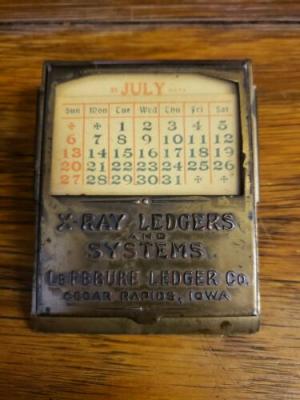 31 JULY DAYS
Sun Mon Tue Wed Thu Fri Sat
1 2 3 4 5
6 7 8 9 10 11 12
13 14 15 16 17 18 19
20 21 22 23 24 25 26
27 28 29 30 31
X-RAY LEDGERS
AND
SYSTEMS
LEFEBURE LEDGER CO.
CEDAR RAPIDS, IOWA